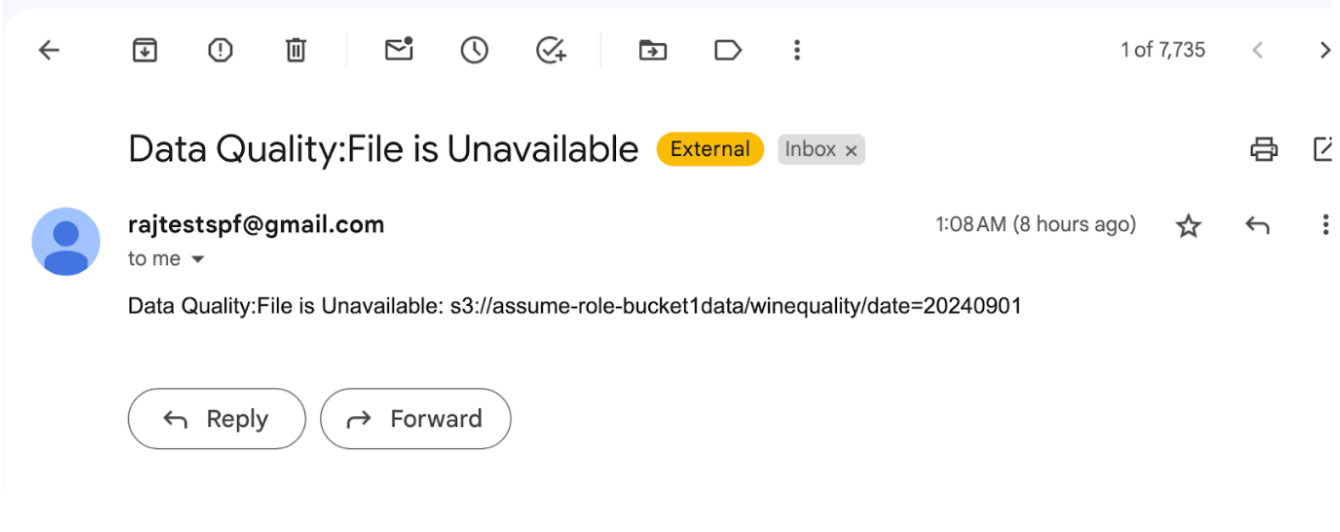 1 of 7,735
Data Quality:File is Unavailable External Inbox ×
rajtestspf@gmail.com 1:08 AM (8 hours ago)
to me
Data Quality:File is Unavailable: s3://assume-role-bucket1data/winequality/date=20240901
Reply Forward